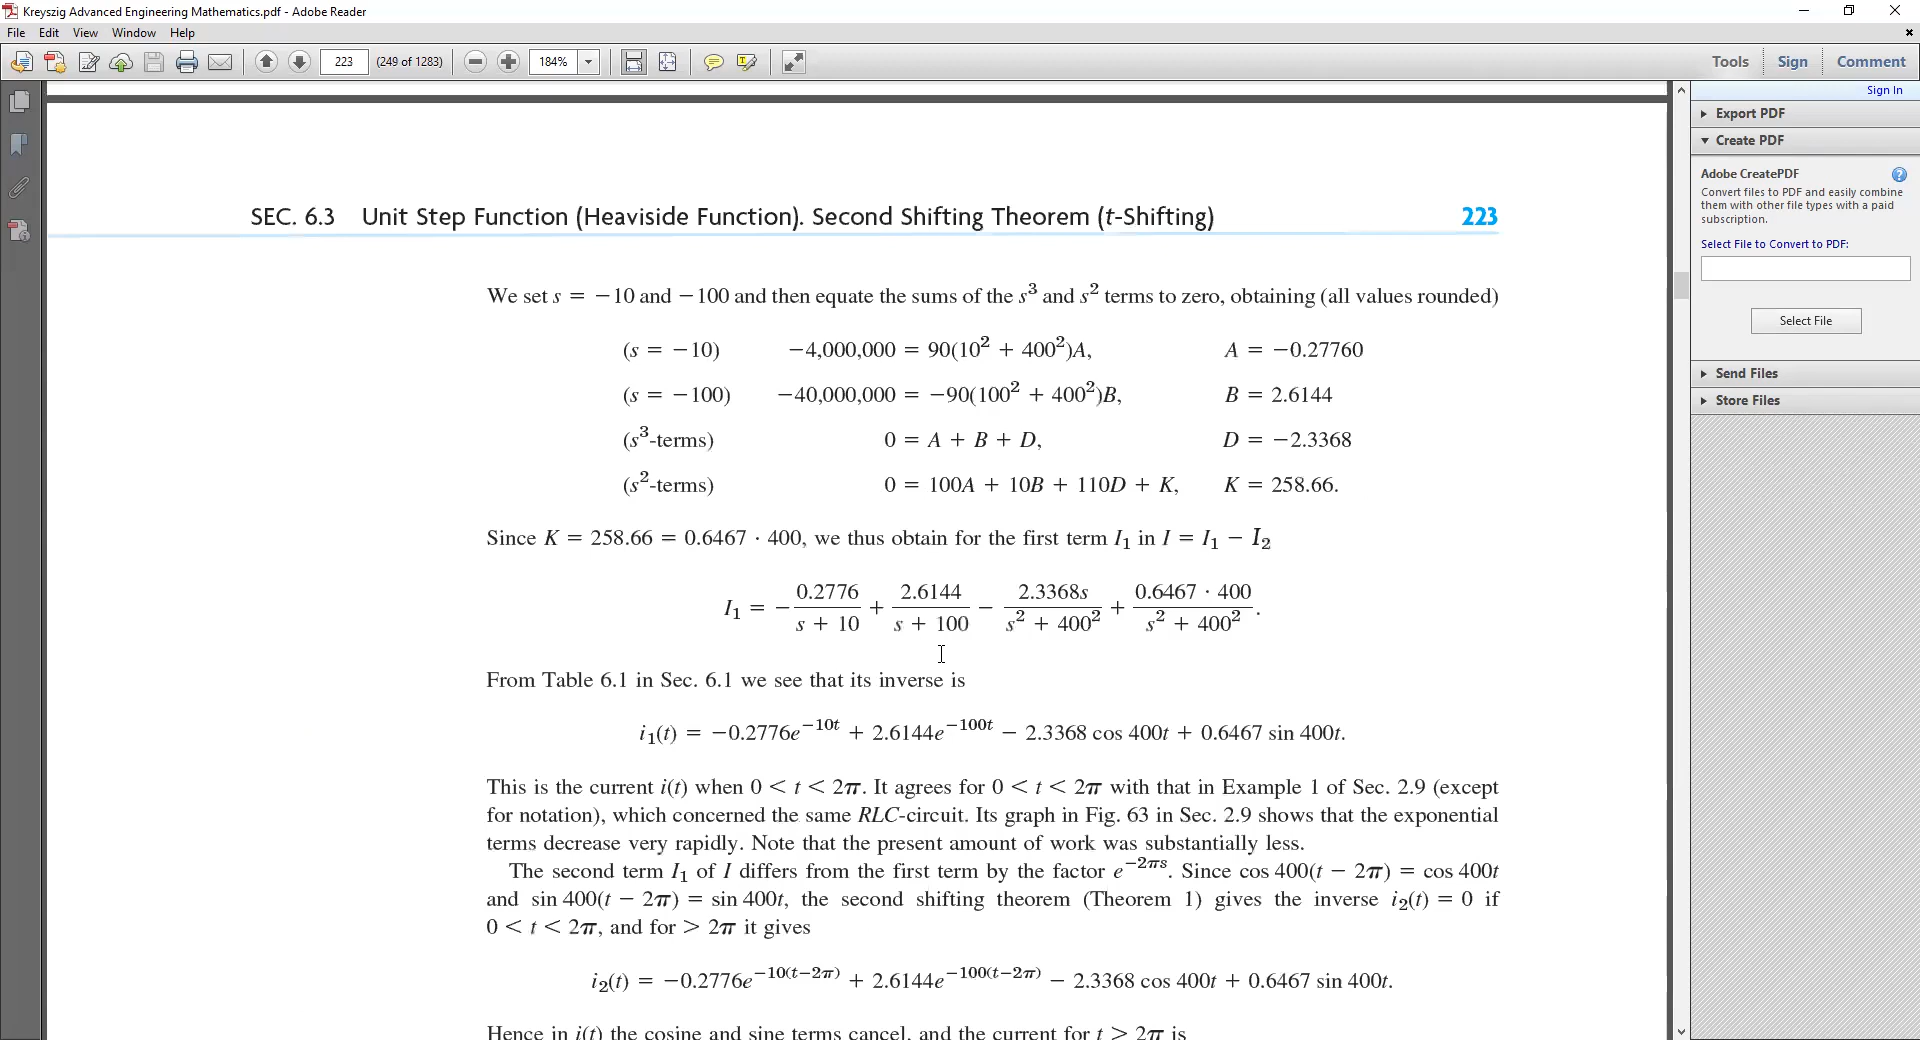 Kreyszig Advanced Engineering Mathematics.pdf - Adobe Reader
File Edit View Window Help
223 (249 of 1283) 184% Tools Sign Comment
Sign In
Export PDF
Create PDF
Adobe CreatePDF
Convert files to PDF and easily combine
them with other file types with a paid
subscription.
Select File to Convert to PDF:
Select File
Send Files
Store Files
SEC. 6.3 Unit Step Function (Heaviside Function). Second Shifting Theorem (t-Shifting) 223
We set s = −10 and −100 and then equate the sums of the s³ and s² terms to zero, obtaining (all values rounded)
(s = −10) −4,000,000 = 90(10² + 400²)A, A = −0.27760
(s = −100) −40,000,000 = −90(100² + 400²)B, B = 2.6144
(s³-terms) 0 = A + B + D, D = −2.3368
(s²-terms) 0 = 100A + 10B + 110D + K, K = 258.66.
Since K = 258.66 = 0.6467 · 400, we thus obtain for the first term I₁ in I = I₁ − I₂
I₁ = −0.2776/(s + 10) + 2.6144/(s + 100) − 2.3368s/(s² + 400²) + 0.6467 · 400/(s² + 400²).
From Table 6.1 in Sec. 6.1 we see that its inverse is
i₁(t) = −0.2776e^(−10t) + 2.6144e^(−100t) − 2.3368 cos 400t + 0.6467 sin 400t.
This is the current i(t) when 0 < t < 2π. It agrees for 0 < t < 2π with that in Example 1 of Sec. 2.9 (except
for notation), which concerned the same RLC-circuit. Its graph in Fig. 63 in Sec. 2.9 shows that the exponential
terms decrease very rapidly. Note that the present amount of work was substantially less.
The second term I₁ of I differs from the first term by the factor e^(−2πs). Since cos 400(t − 2π) = cos 400t
and sin 400(t − 2π) = sin 400t, the second shifting theorem (Theorem 1) gives the inverse i₂(t) = 0 if
0 < t < 2π, and for > 2π it gives
i₂(t) = −0.2776e^(−10(t−2π)) + 2.6144e^(−100(t−2π)) − 2.3368 cos 400t + 0.6467 sin 400t.
Hence in i(t) the cosine and sine terms cancel, and the current for t > 2π is